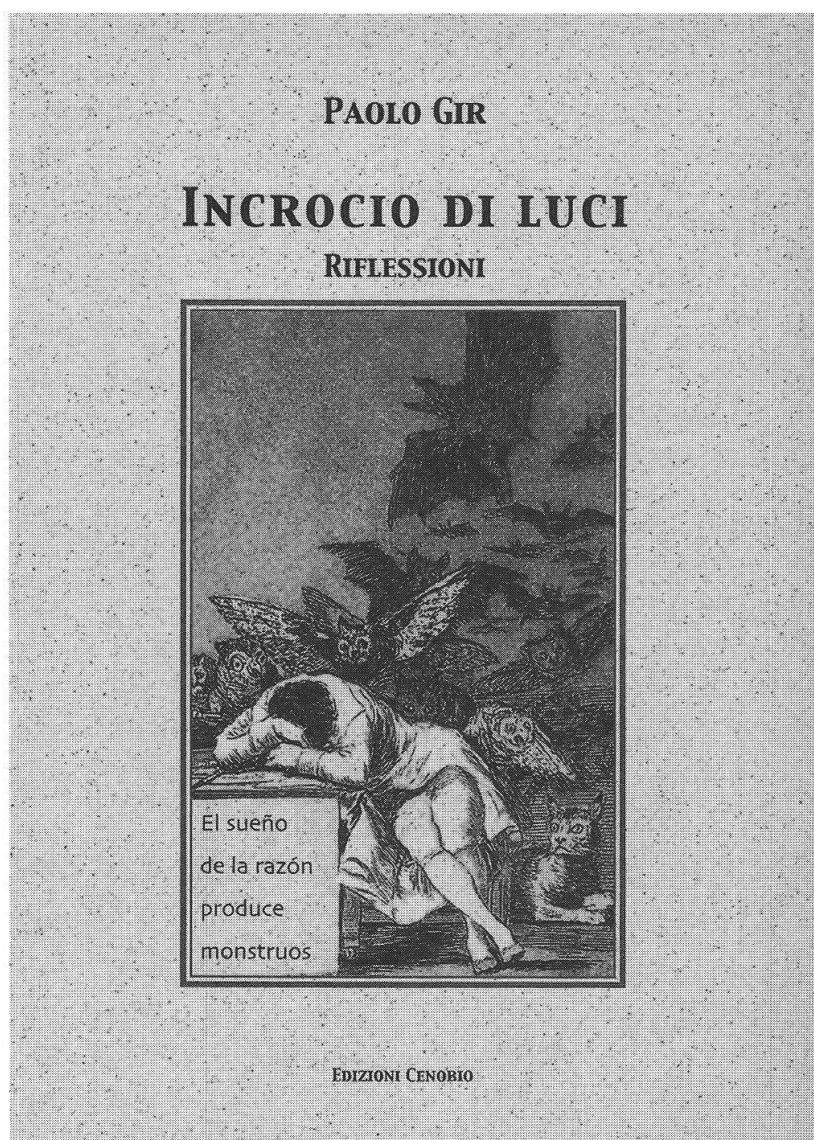 PAOLO GIR
INCROCIO DI LUCI
RIFLESSIONI
El sueño
de la razón
produce
monstruos
EDIZIONI CENOBIO